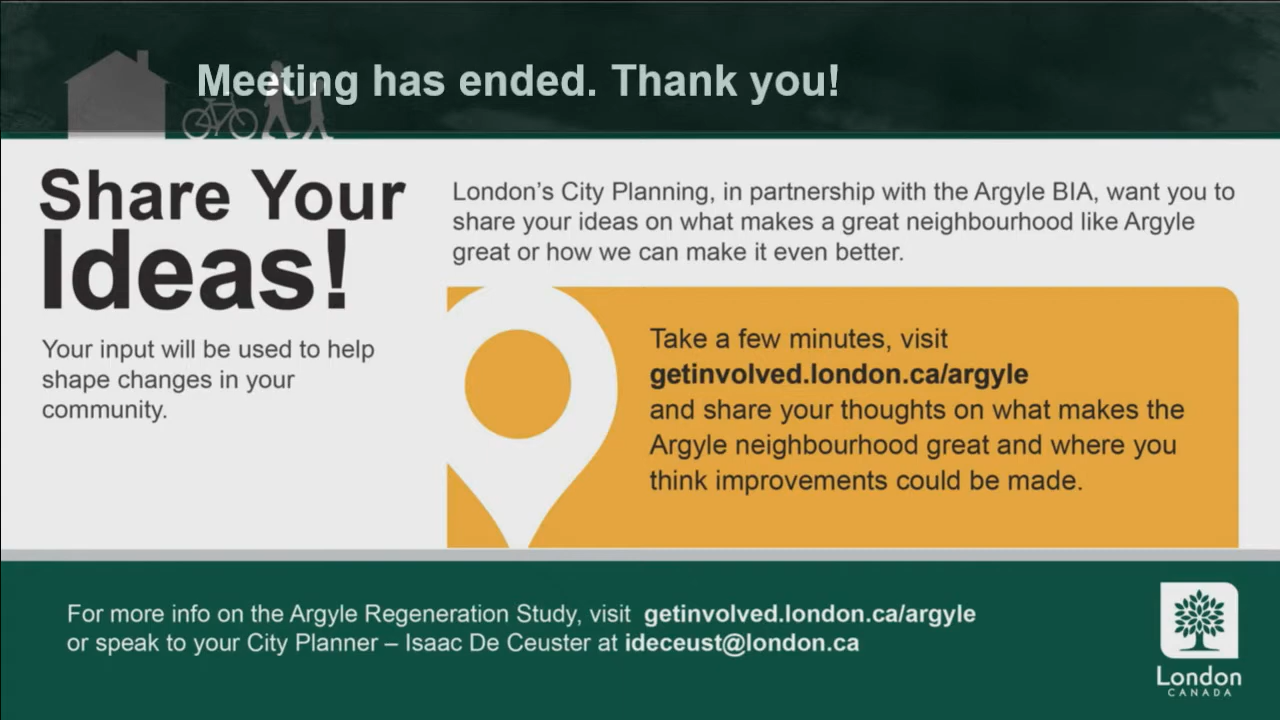 Meeting has ended. Thank you!
Share Your
Ideas!
Your input will be used to help
shape changes in your
community.
London’s City Planning, in partnership with the Argyle BIA, want you to
share your ideas on what makes a great neighbourhood like Argyle
great or how we can make it even better.
Take a few minutes, visit
getinvolved.london.ca/argyle
and share your thoughts on what makes the
Argyle neighbourhood great and where you
think improvements could be made.
For more info on the Argyle Regeneration Study, visit getinvolved.london.ca/argyle
or speak to your City Planner – Isaac De Ceuster at ideceust@london.ca
London
CANADA